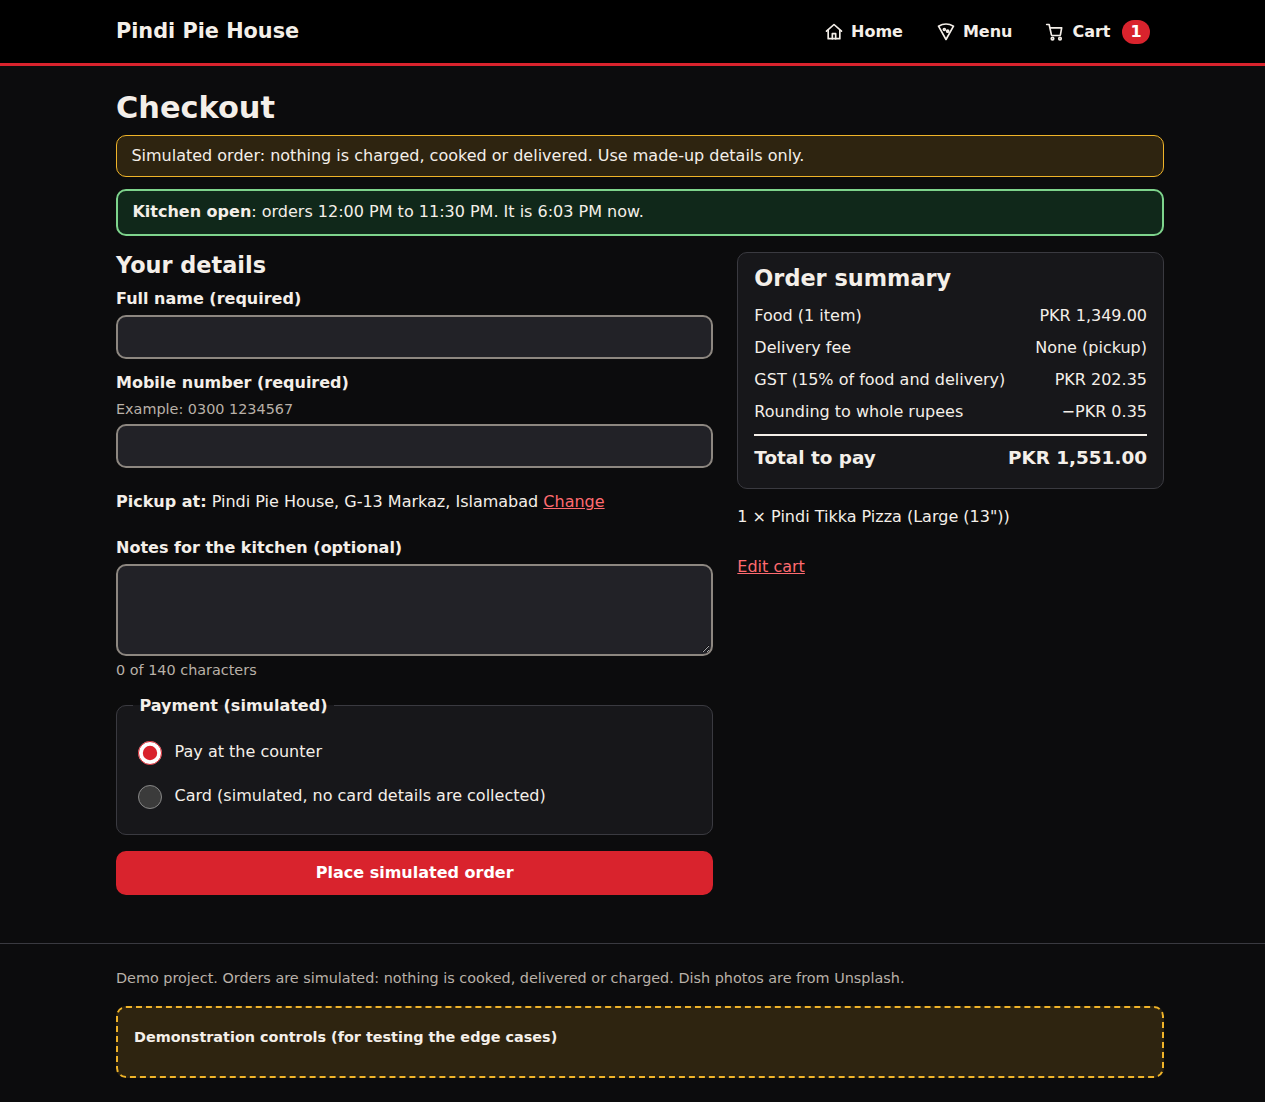 Pindi Pie House
Home
Menu
Cart 1
Checkout
Simulated order: nothing is charged, cooked or delivered. Use made-up details only.
Kitchen open: orders 12:00 PM to 11:30 PM. It is 6:03 PM now.
Your details
Full name (required)
Mobile number (required)
Example: 0300 1234567
Pickup at: Pindi Pie House, G-13 Markaz, Islamabad Change
Notes for the kitchen (optional)
0 of 140 characters
Payment (simulated)
Pay at the counter
Card (simulated, no card details are collected)
Place simulated order
Order summary
Food (1 item) PKR 1,349.00
Delivery fee None (pickup)
GST (15% of food and delivery) PKR 202.35
Rounding to whole rupees −PKR 0.35
Total to pay PKR 1,551.00
1 × Pindi Tikka Pizza (Large (13"))
Edit cart
Demo project. Orders are simulated: nothing is cooked, delivered or charged. Dish photos are from Unsplash.
Demonstration controls (for testing the edge cases)